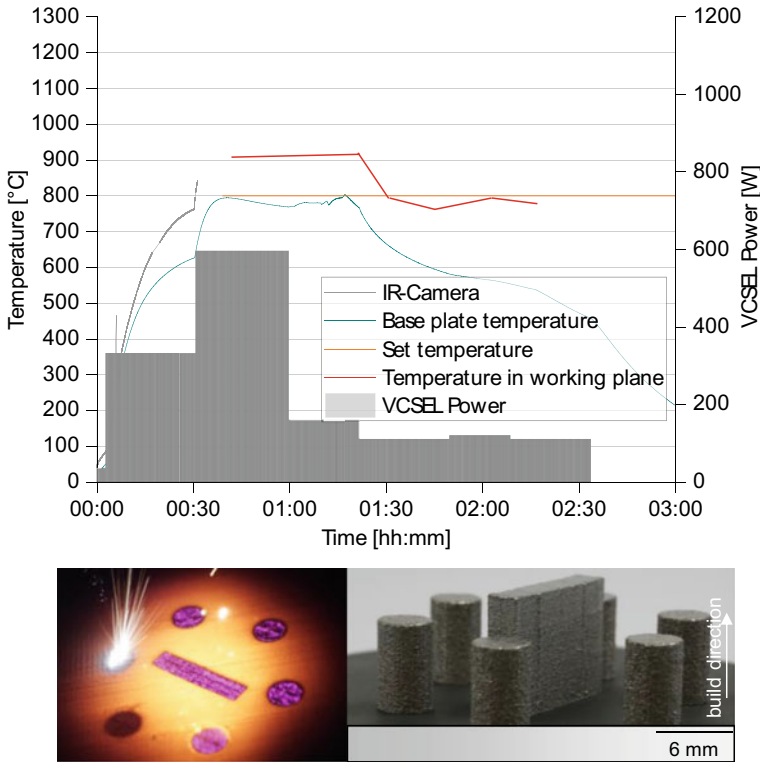 1300
1200
1100
1000
900
800
700
600
500
400
300
200
100
0
Temperature [°C]
1200
1000
800
600
400
200
0
VCSEL Power [W]
IR-Camera
Base plate temperature
Set temperature
Temperature in working plane
VCSEL Power
00:00 00:30 01:00 01:30 02:00 02:30 03:00
Time [hh:mm]
build direction
6 mm